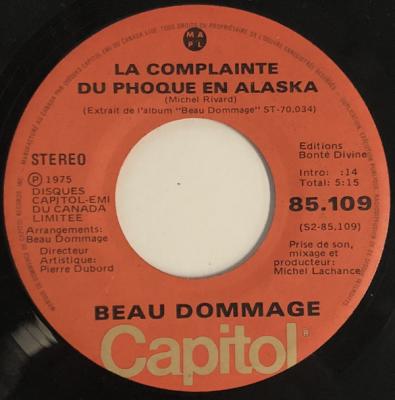 M A
P L
LA COMPLAINTE
DU PHOQUE EN ALASKA
(Michel Rivard)
(Extrait de l'album "Beau Dommage" ST-70,034)
STEREO
Ⓟ 1975
DISQUES
CAPITOL-EMI
DU CANADA
LIMITEE
Arrangements:
Beau Dommage
Directeur
Artistique:
Pierre Dubord
Editions
Bonté Divine
Intro: :14
Total: 5:15
85.109
(S2-85,109)
Prise de son,
mixage et
producteur:
Michel Lachance
BEAU DOMMAGE
Capitol®